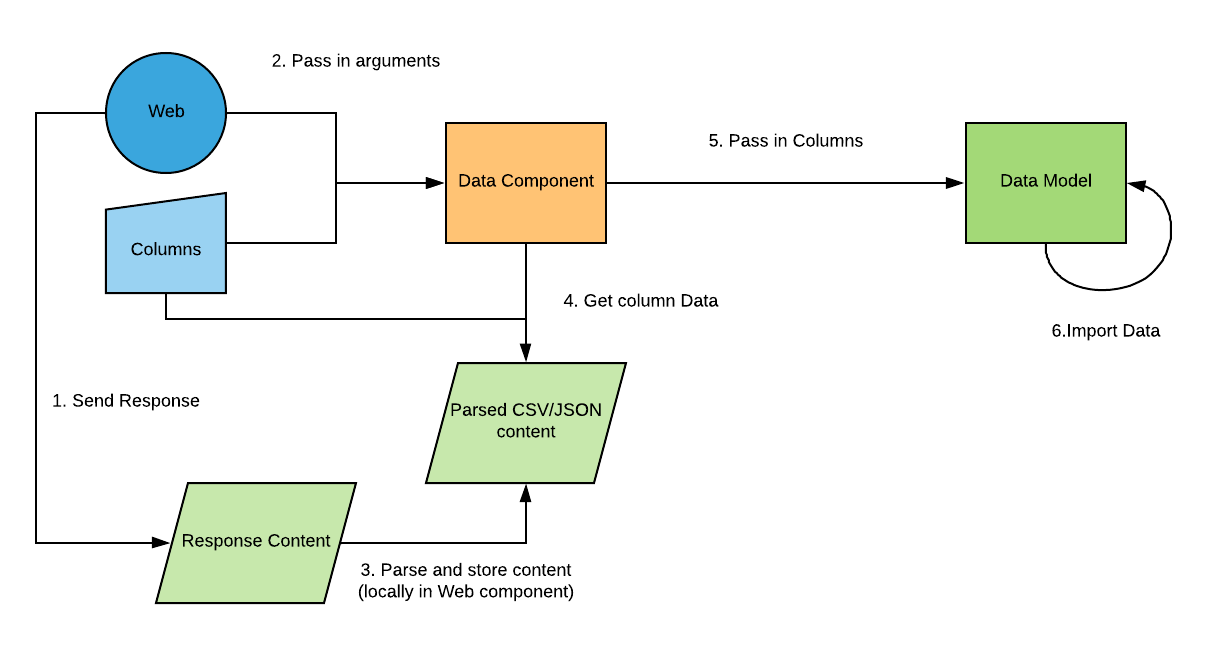 2. Pass in arguments
Web
5. Pass in Columns
Data Component
Data Model
Columns
4. Get column Data
6.Import Data
1. Send Response
Parsed CSV/JSON
content
Response Content
3. Parse and store content
(locally in Web component)